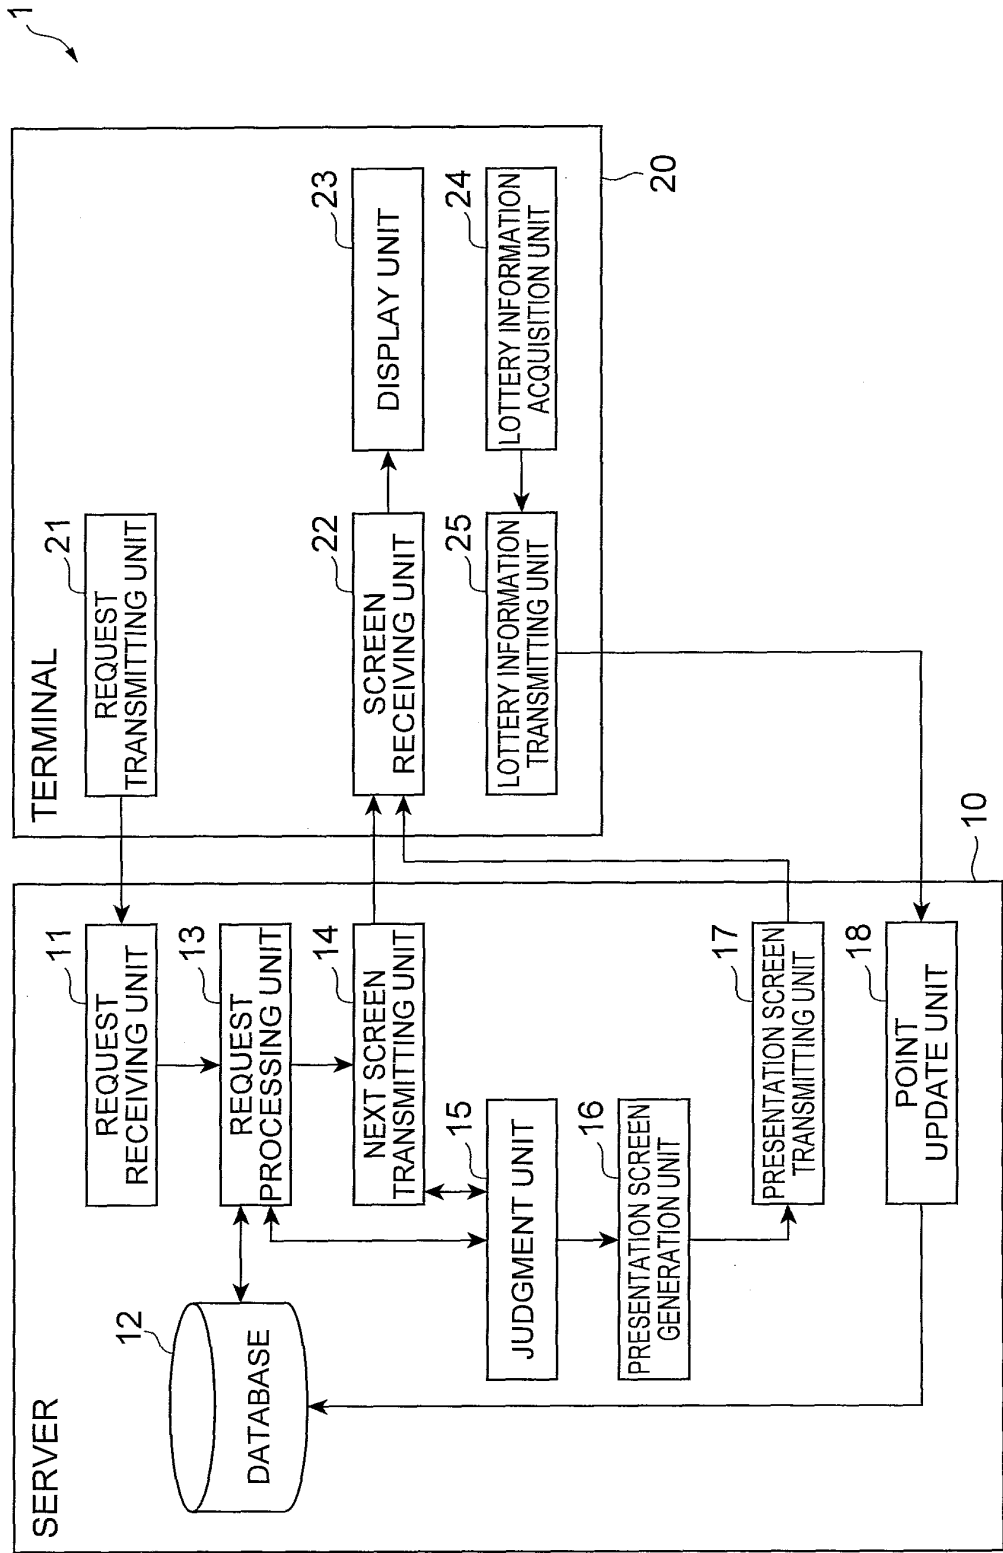 1
SERVER
DATABASE
12
REQUEST
RECEIVING UNIT
11
REQUEST
PROCESSING UNIT
13
NEXT SCREEN
TRANSMITTING UNIT
14
JUDGMENT UNIT
15
PRESENTATION SCREEN
GENERATION UNIT
16
PRESENTATION SCREEN
TRANSMITTING UNIT
17
POINT
UPDATE UNIT
18
10
TERMINAL
REQUEST
TRANSMITTING UNIT
21
SCREEN
RECEIVING UNIT
22
DISPLAY UNIT
23
LOTTERY INFORMATION
TRANSMITTING UNIT
25
LOTTERY INFORMATION
ACQUISITION UNIT
24
20